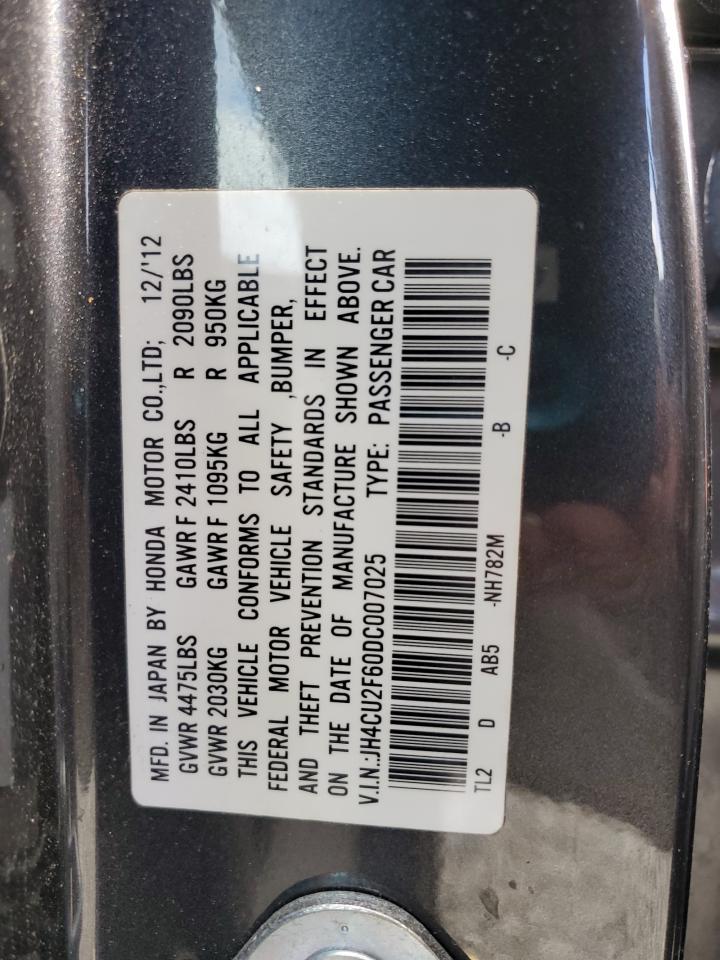 MFD. IN JAPAN BY HONDA MOTOR CO.,LTD; 12/'12
GVWR 4475LBS GAWR F 2410LBS R 2090LBS
GVWR 2030KG GAWR F 1095KG R 950KG
THIS VEHICLE CONFORMS TO ALL APPLICABLE
FEDERAL MOTOR VEHICLE SAFETY ,BUMPER,
AND THEFT PREVENTION STANDARDS IN EFFECT
ON THE DATE OF MANUFACTURE SHOWN ABOVE.
V.I.N.:JH4CU2F60DC007025 TYPE: PASSENGER CAR
TL2 D AB5 -NH782M -B -C